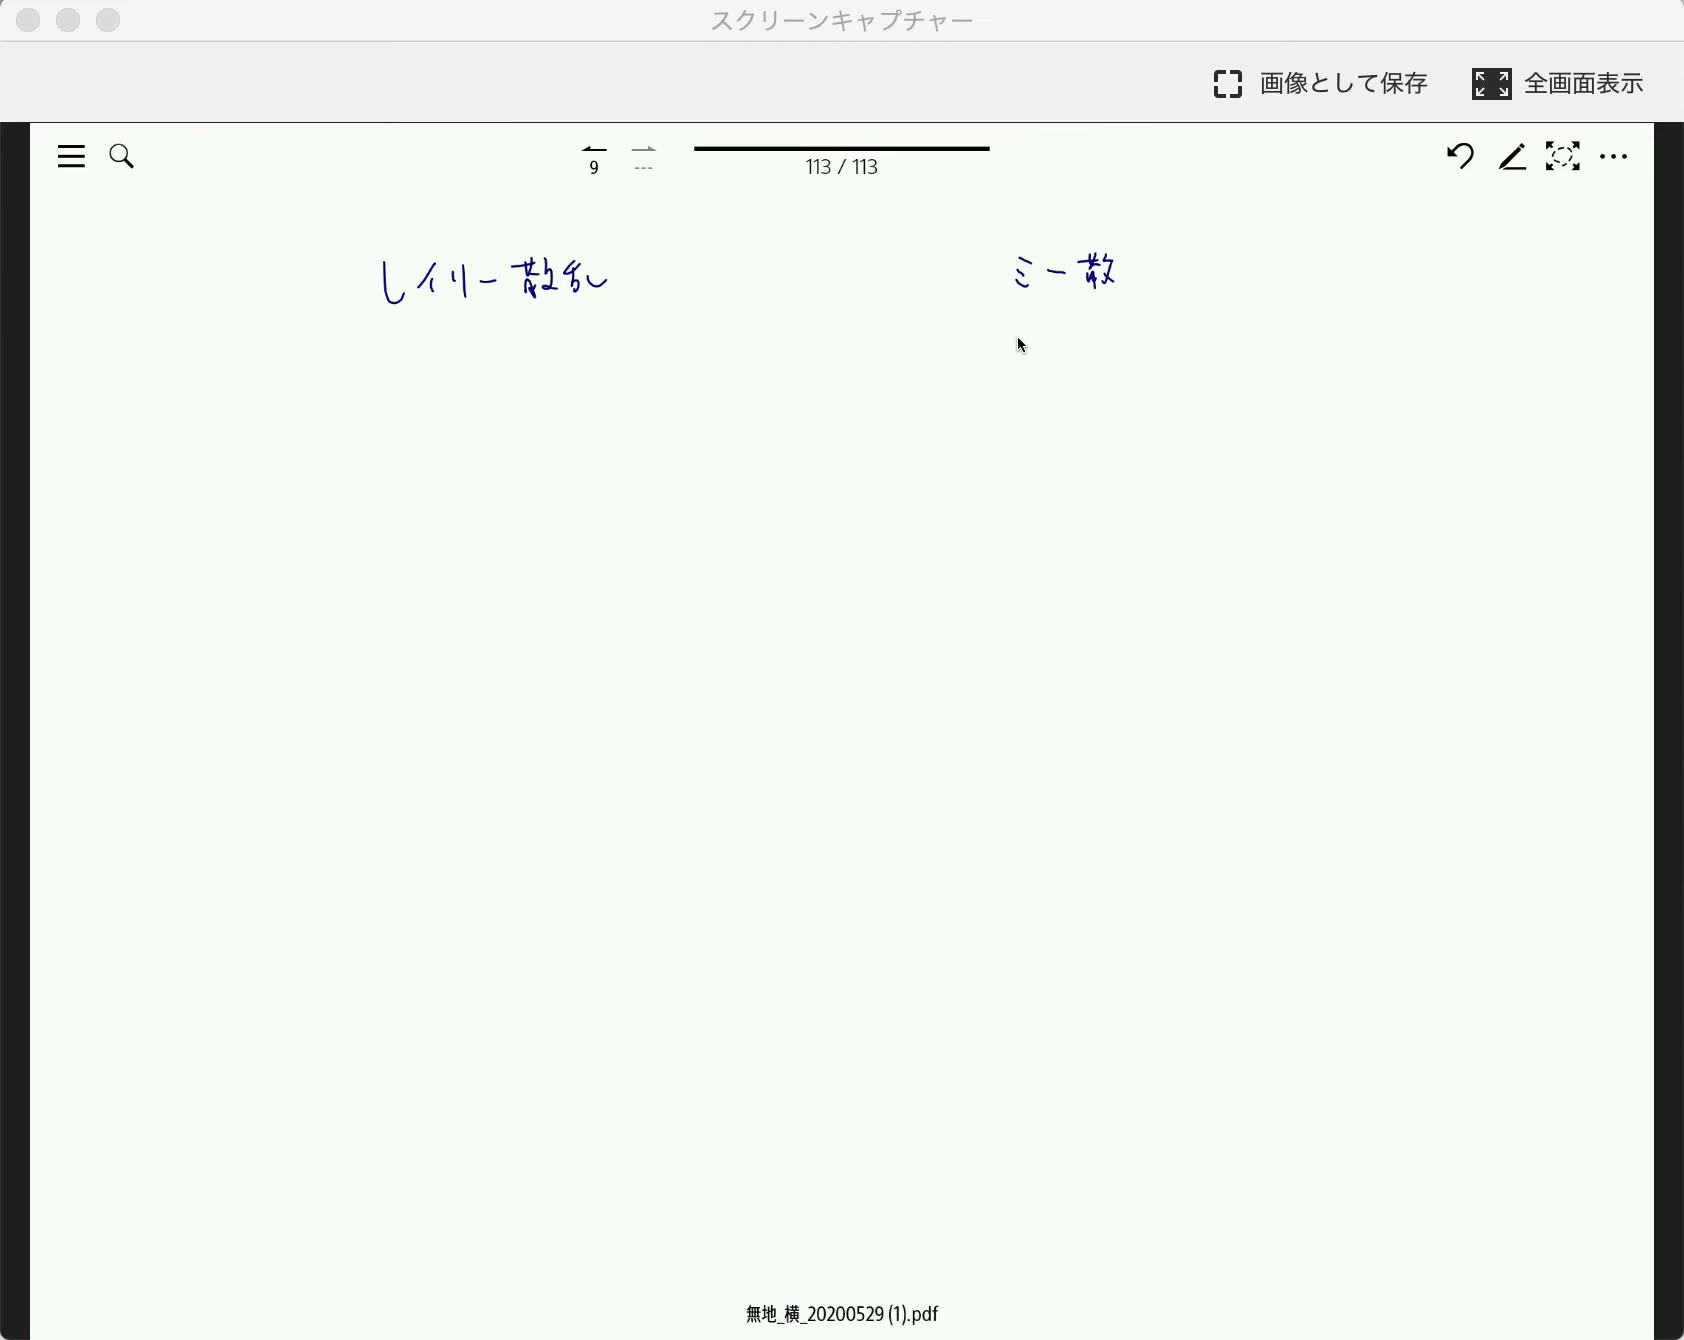 スクリーンキャプチャー
画像として保存 全画面表示
9 --- 113 / 113
レイリー散乱 ミー散
無地_横_20200529 (1).pdf